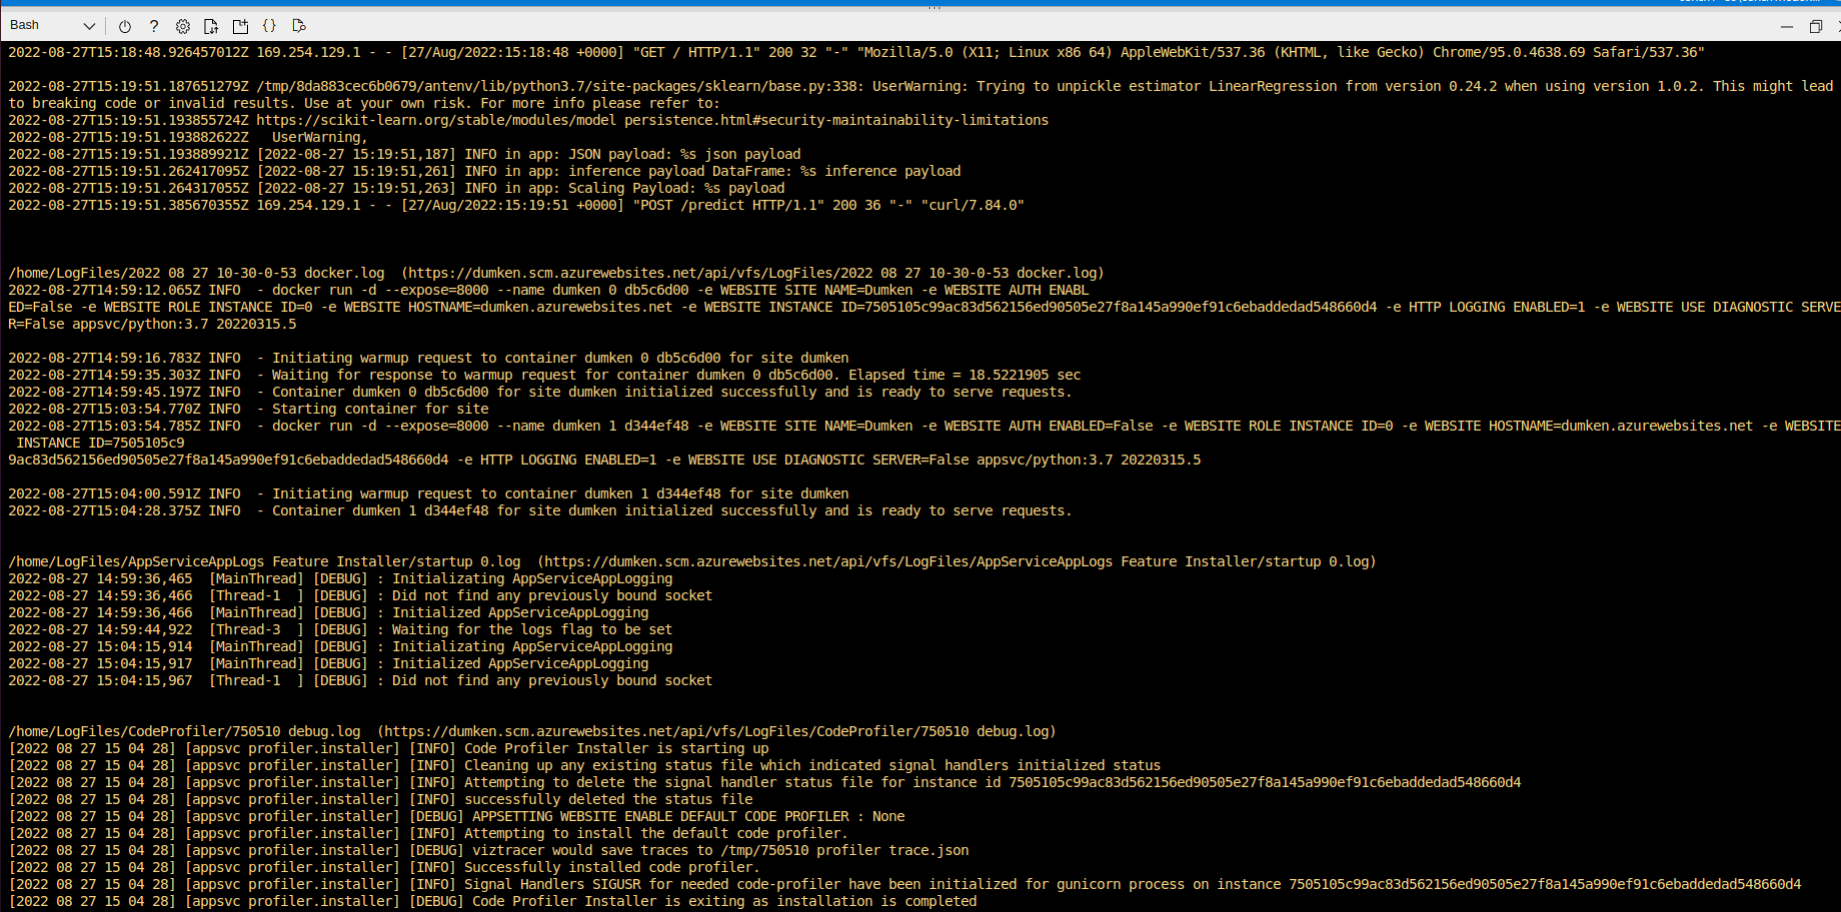 Bash
2022-08-27T15:18:48.926457012Z 169.254.129.1 - - [27/Aug/2022:15:18:48 +0000] "GET / HTTP/1.1" 200 32 "-" "Mozilla/5.0 (X11; Linux x86 64) AppleWebKit/537.36 (KHTML, like Gecko) Chrome/95.0.4638.69 Safari/537.36"
2022-08-27T15:19:51.187651279Z /tmp/8da883cec6b0679/antenv/lib/python3.7/site-packages/sklearn/base.py:338: UserWarning: Trying to unpickle estimator LinearRegression from version 0.24.2 when using version 1.0.2. This might lead
to breaking code or invalid results. Use at your own risk. For more info please refer to:
2022-08-27T15:19:51.193855724Z https://scikit-learn.org/stable/modules/model persistence.html#security-maintainability-limitations
2022-08-27T15:19:51.193882622Z   UserWarning,
2022-08-27T15:19:51.193889921Z [2022-08-27 15:19:51,187] INFO in app: JSON payload: %s json payload
2022-08-27T15:19:51.262417095Z [2022-08-27 15:19:51,261] INFO in app: inference payload DataFrame: %s inference payload
2022-08-27T15:19:51.264317055Z [2022-08-27 15:19:51,263] INFO in app: Scaling Payload: %s payload
2022-08-27T15:19:51.385670355Z 169.254.129.1 - - [27/Aug/2022:15:19:51 +0000] "POST /predict HTTP/1.1" 200 36 "-" "curl/7.84.0"
/home/LogFiles/2022 08 27 10-30-0-53 docker.log  (https://dumken.scm.azurewebsites.net/api/vfs/LogFiles/2022 08 27 10-30-0-53 docker.log)
2022-08-27T14:59:12.065Z INFO  - docker run -d --expose=8000 --name dumken 0 db5c6d00 -e WEBSITE SITE NAME=Dumken -e WEBSITE AUTH ENABL
ED=False -e WEBSITE ROLE INSTANCE ID=0 -e WEBSITE HOSTNAME=dumken.azurewebsites.net -e WEBSITE INSTANCE ID=7505105c99ac83d562156ed90505e27f8a145a990ef91c6ebaddedad548660d4 -e HTTP LOGGING ENABLED=1 -e WEBSITE USE DIAGNOSTIC SERVE
R=False appsvc/python:3.7 20220315.5
2022-08-27T14:59:16.783Z INFO  - Initiating warmup request to container dumken 0 db5c6d00 for site dumken
2022-08-27T14:59:35.303Z INFO  - Waiting for response to warmup request for container dumken 0 db5c6d00. Elapsed time = 18.5221905 sec
2022-08-27T14:59:45.197Z INFO  - Container dumken 0 db5c6d00 for site dumken initialized successfully and is ready to serve requests.
2022-08-27T15:03:54.770Z INFO  - Starting container for site
2022-08-27T15:03:54.785Z INFO  - docker run -d --expose=8000 --name dumken 1 d344ef48 -e WEBSITE SITE NAME=Dumken -e WEBSITE AUTH ENABLED=False -e WEBSITE ROLE INSTANCE ID=0 -e WEBSITE HOSTNAME=dumken.azurewebsites.net -e WEBSITE
 INSTANCE ID=7505105c9
9ac83d562156ed90505e27f8a145a990ef91c6ebaddedad548660d4 -e HTTP LOGGING ENABLED=1 -e WEBSITE USE DIAGNOSTIC SERVER=False appsvc/python:3.7 20220315.5
2022-08-27T15:04:00.591Z INFO  - Initiating warmup request to container dumken 1 d344ef48 for site dumken
2022-08-27T15:04:28.375Z INFO  - Container dumken 1 d344ef48 for site dumken initialized successfully and is ready to serve requests.
/home/LogFiles/AppServiceAppLogs Feature Installer/startup 0.log  (https://dumken.scm.azurewebsites.net/api/vfs/LogFiles/AppServiceAppLogs Feature Installer/startup 0.log)
2022-08-27 14:59:36,465  [MainThread] [DEBUG] : Initializating AppServiceAppLogging
2022-08-27 14:59:36,466  [Thread-1  ] [DEBUG] : Did not find any previously bound socket
2022-08-27 14:59:36,466  [MainThread] [DEBUG] : Initialized AppServiceAppLogging
2022-08-27 14:59:44,922  [Thread-3  ] [DEBUG] : Waiting for the logs flag to be set
2022-08-27 15:04:15,914  [MainThread] [DEBUG] : Initializating AppServiceAppLogging
2022-08-27 15:04:15,917  [MainThread] [DEBUG] : Initialized AppServiceAppLogging
2022-08-27 15:04:15,967  [Thread-1  ] [DEBUG] : Did not find any previously bound socket
/home/LogFiles/CodeProfiler/750510 debug.log  (https://dumken.scm.azurewebsites.net/api/vfs/LogFiles/CodeProfiler/750510 debug.log)
[2022 08 27 15 04 28] [appsvc profiler.installer] [INFO] Code Profiler Installer is starting up
[2022 08 27 15 04 28] [appsvc profiler.installer] [INFO] Cleaning up any existing status file which indicated signal handlers initialized status
[2022 08 27 15 04 28] [appsvc profiler.installer] [INFO] Attempting to delete the signal handler status file for instance id 7505105c99ac83d562156ed90505e27f8a145a990ef91c6ebaddedad548660d4
[2022 08 27 15 04 28] [appsvc profiler.installer] [INFO] successfully deleted the status file
[2022 08 27 15 04 28] [appsvc profiler.installer] [DEBUG] APPSETTING WEBSITE ENABLE DEFAULT CODE PROFILER : None
[2022 08 27 15 04 28] [appsvc profiler.installer] [INFO] Attempting to install the default code profiler.
[2022 08 27 15 04 28] [appsvc profiler.installer] [DEBUG] viztracer would save traces to /tmp/750510 profiler trace.json
[2022 08 27 15 04 28] [appsvc profiler.installer] [INFO] Successfully installed code profiler.
[2022 08 27 15 04 28] [appsvc profiler.installer] [INFO] Signal Handlers SIGUSR for needed code-profiler have been initialized for gunicorn process on instance 7505105c99ac83d562156ed90505e27f8a145a990ef91c6ebaddedad548660d4
[2022 08 27 15 04 28] [appsvc profiler.installer] [DEBUG] Code Profiler Installer is exiting as installation is completed